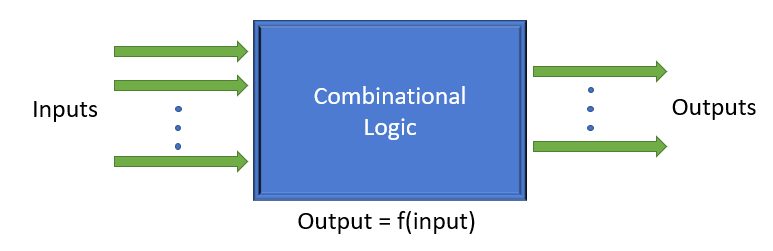 Inputs
Combinational
Logic
Outputs
Output = f(input)